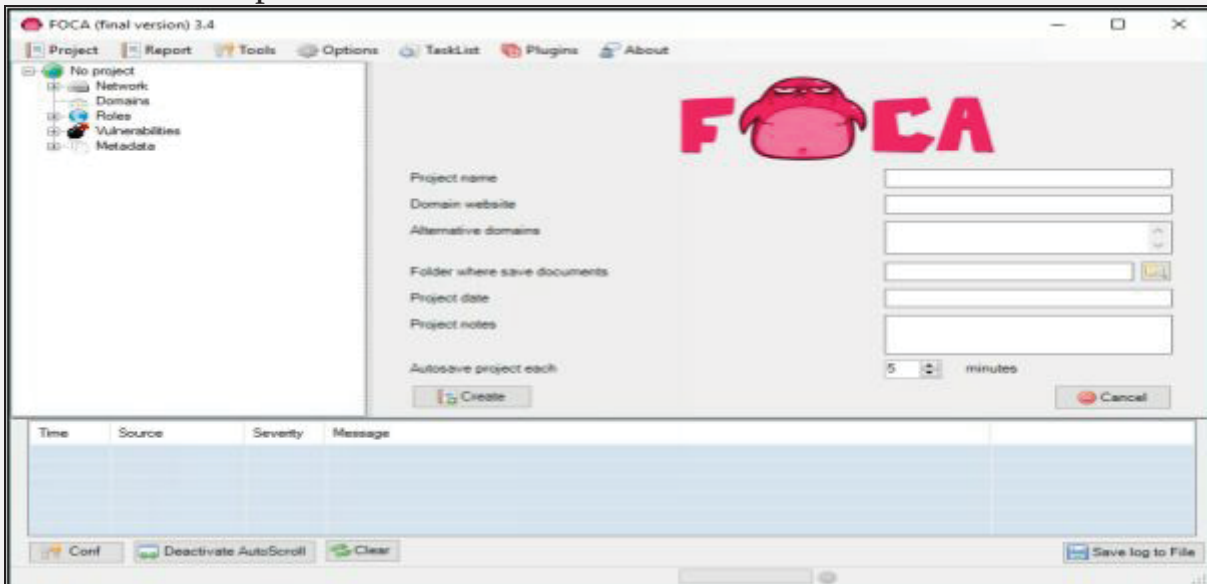 FOCA (final version) 3.4
Project Report Tools Options TaskList Plugins About
No project
Network
Domains
Roles
Vulnerabilities
Metadata
FOCA
Project name
Domain website
Alternative domains
Folder where save documents
Project date
Project notes
Autosave project each 5 minutes
Create Cancel
Time Source Severity Message
Conf Deactivate AutoScroll Clear Save log to File